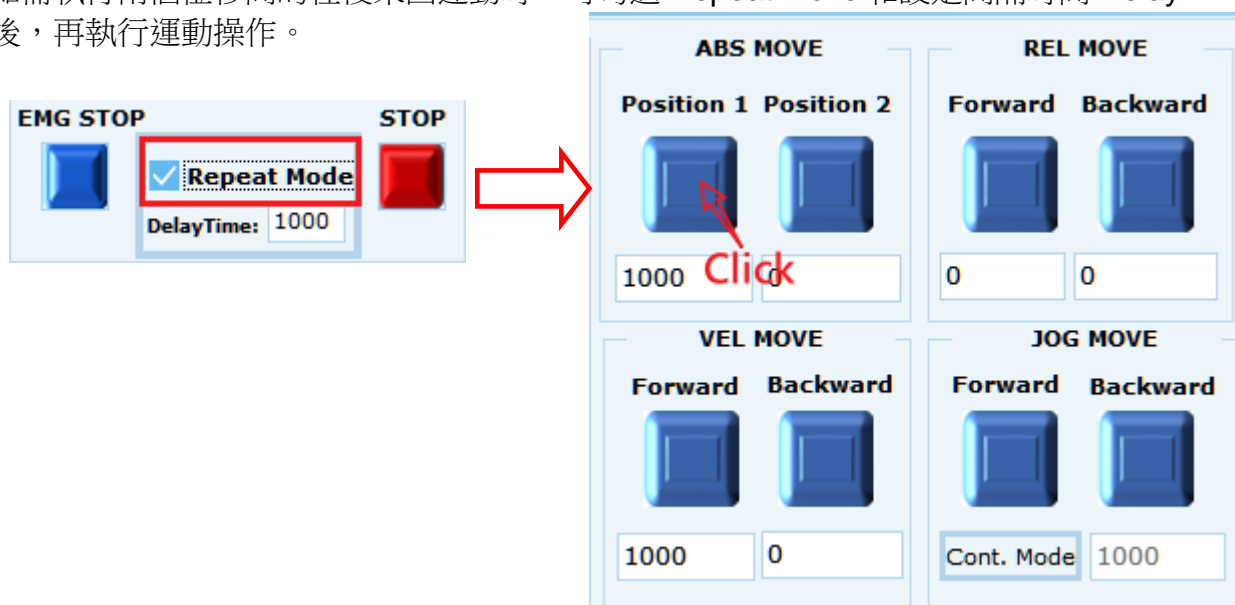 後,再執行運動操作。
EMG STOP
STOP
Repeat Mode
DelayTime: 1000
ABS MOVE
Position 1 Position 2
Click
1000 0
REL MOVE
Forward Backward
0 0
VEL MOVE
Forward Backward
1000 0
JOG MOVE
Forward Backward
Cont. Mode 1000